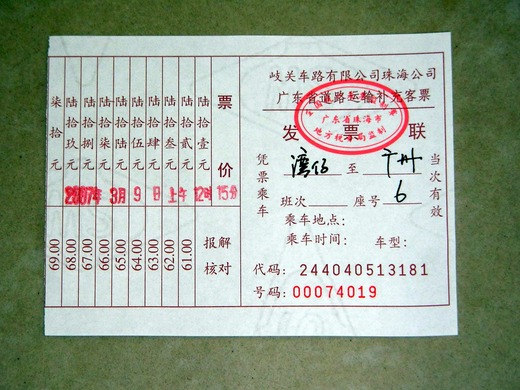 岐关车路有限公司珠海公司
广东省道路运输补充客票
发票联
广东省珠海市
地方税务局监制
凭票乘车
湾仔 至 广州
当次有效
班次 座号 6
乘车地点:
乘车时间: 车型:
代码: 244040513181
号码: 00074019
票价
报解
核对
陆拾壹元 61.00
陆拾贰元 62.00
陆拾叁元 63.00
陆拾肆元 64.00
陆拾伍元 65.00
陆拾陆元 66.00
陆拾柒元 67.00
陆拾捌元 68.00
陆拾玖元 69.00
柒拾元
2007年 3月 9日 上午 12时 15分